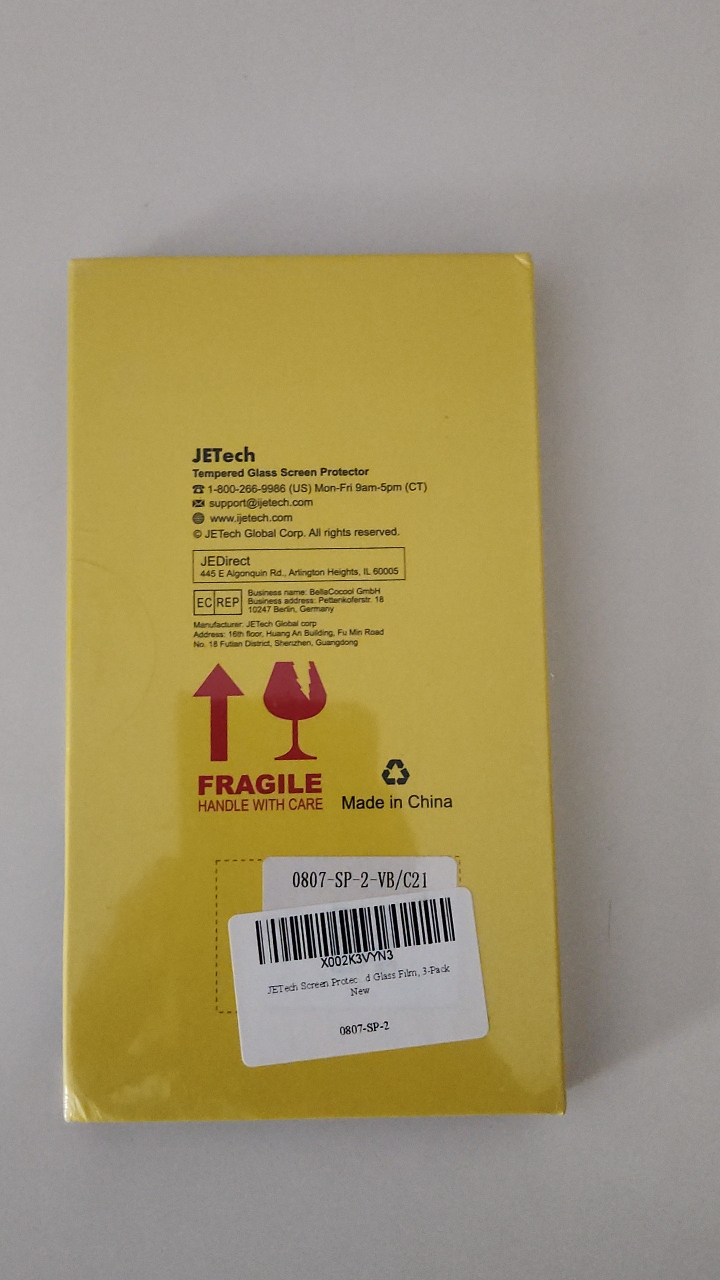 JETech
Tempered Glass Screen Protector
1-800-266-9986 (US) Mon-Fri 9am-5pm (CT)
support@ijetech.com
www.ijetech.com
© JETech Global Corp. All rights reserved.
JEDirect
445 E Algonquin Rd., Arlington Heights, IL 60005
EC REP
Business name: BellaCocool GmbH
Business address: Pettenkoferstr. 18
10247 Berlin, Germany
Manufacturer: JETech Global corp
Address: 16th floor, Huang An Building, Fu Min Road
No. 18 Futian District, Shenzhen, Guangdong
FRAGILE
HANDLE WITH CARE
Made in China
0807-SP-2-VB/C21
X002K3VYN3
JETech Screen Protec d Glass Film, 3-Pack
New
0807-SP-2